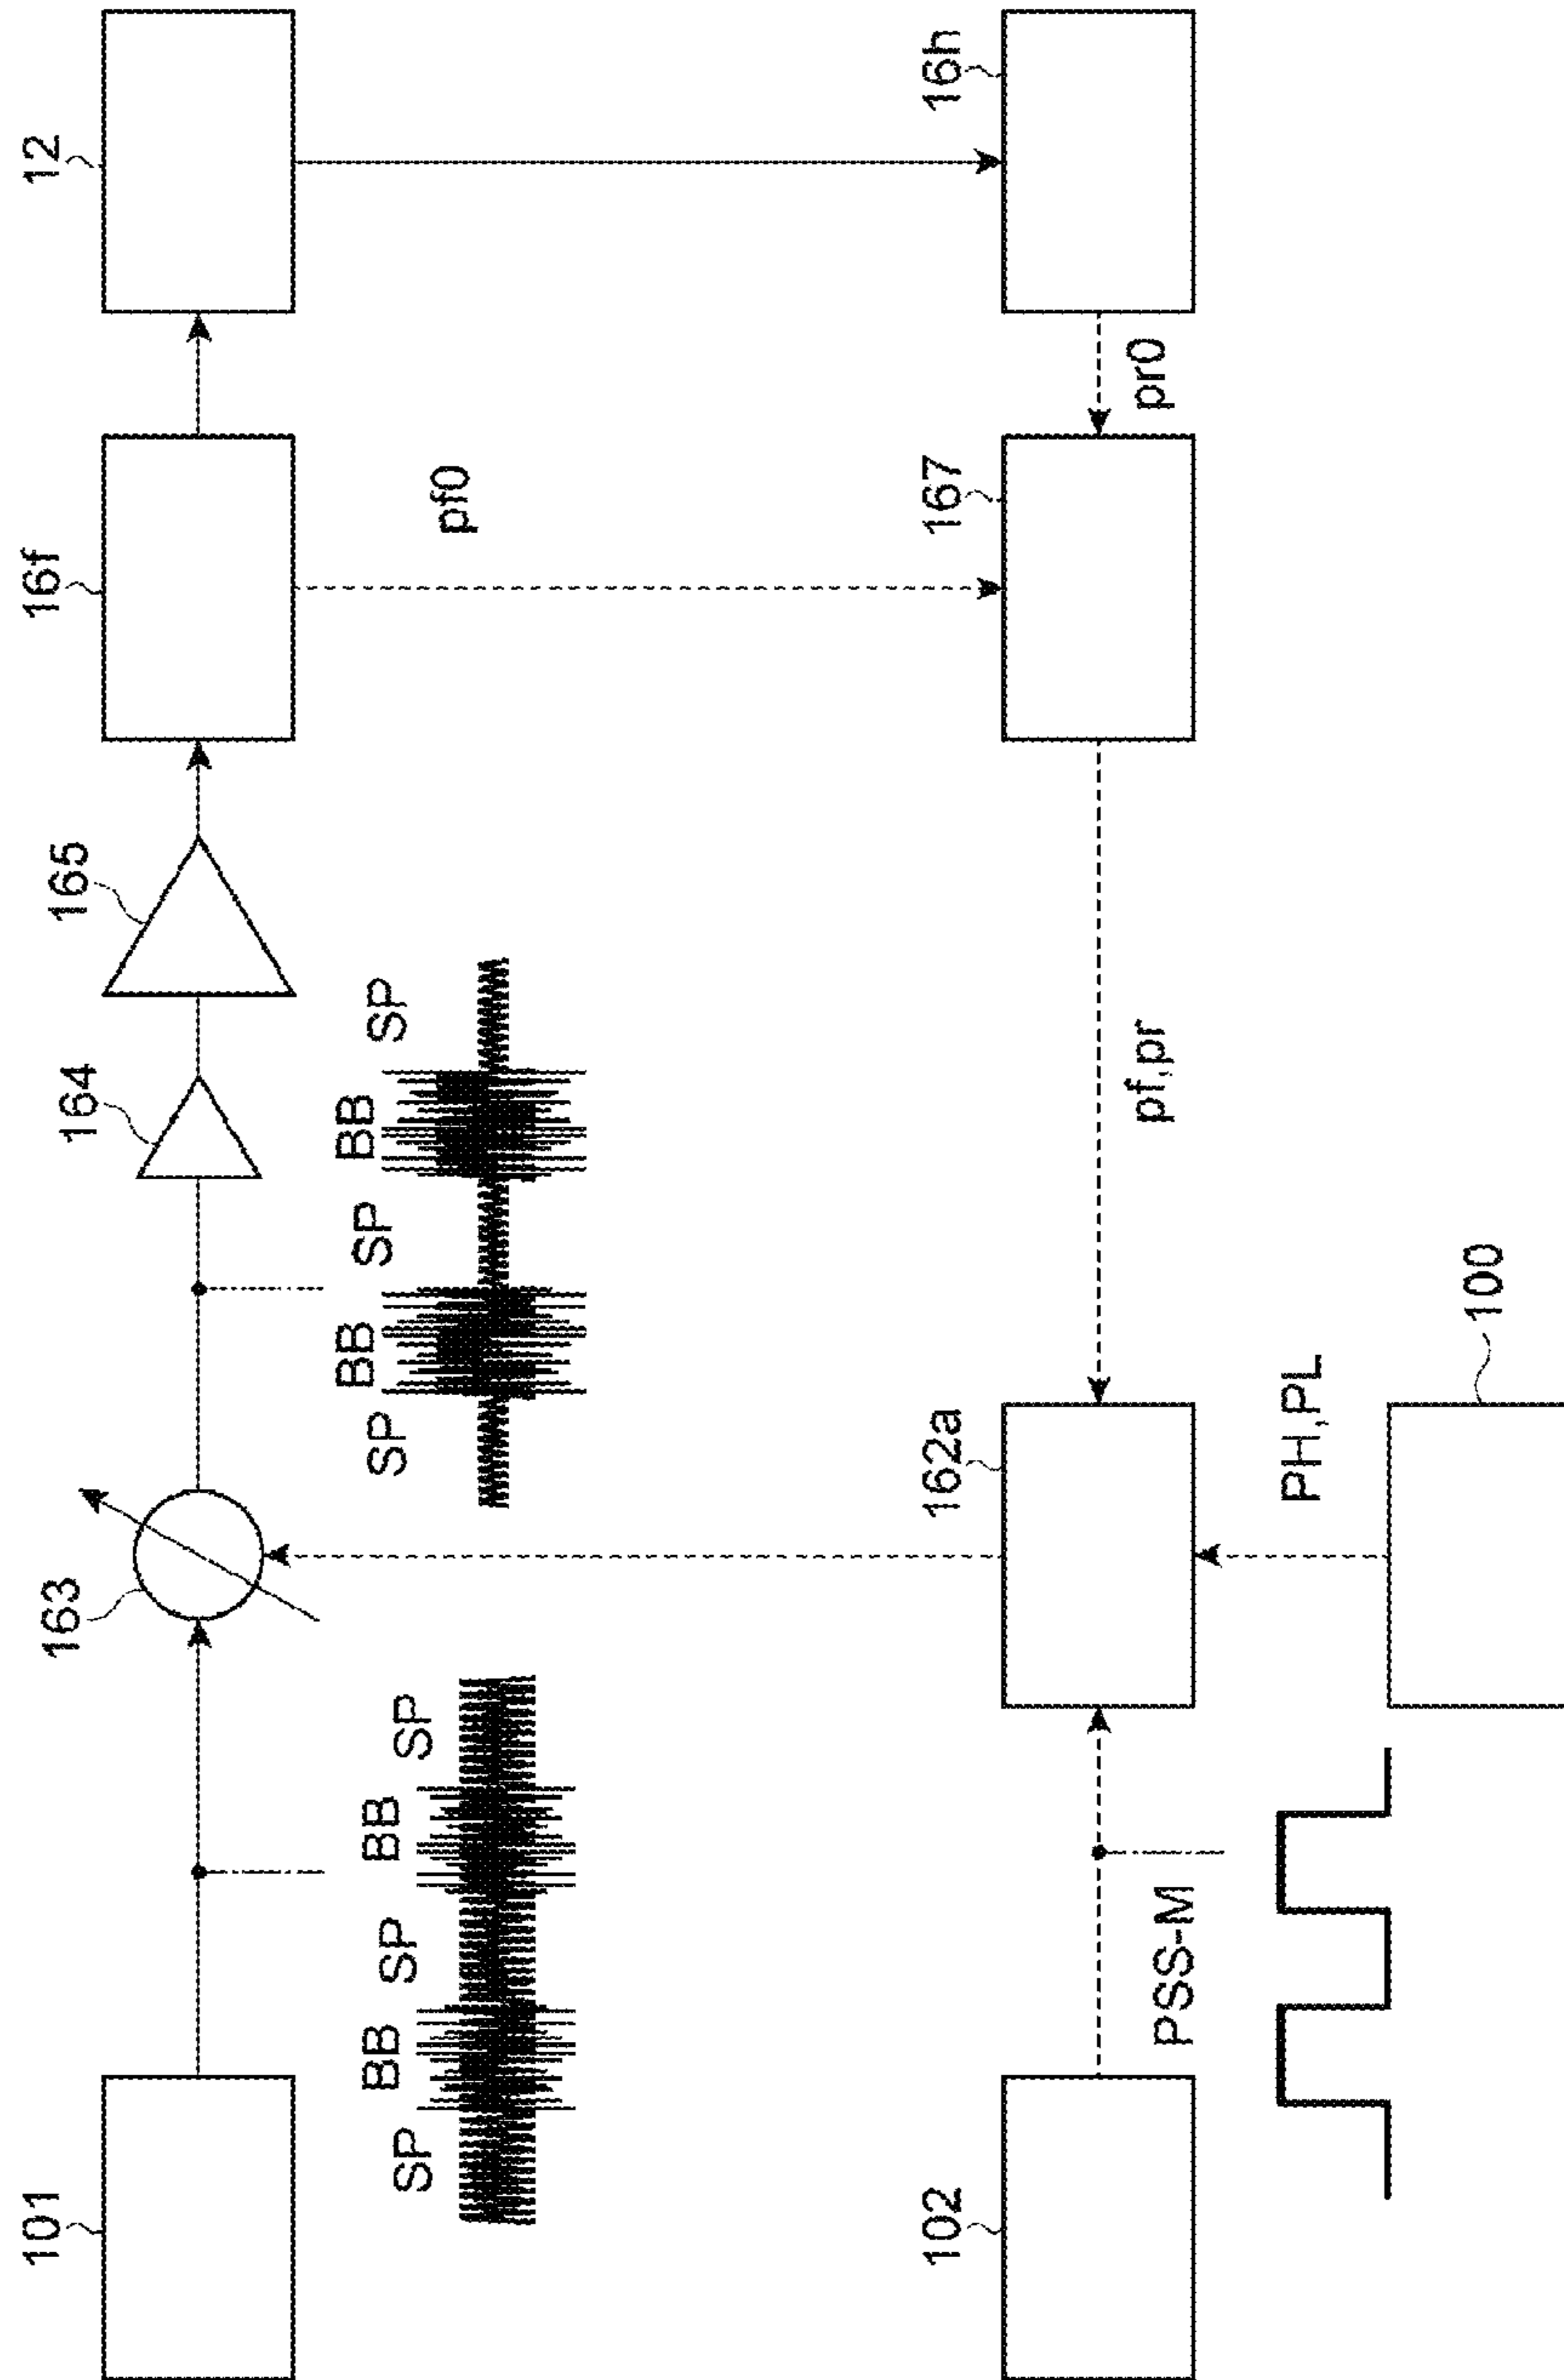 101
163
164
165
16f
12
SP
BB
SP
BB
SP
SP
BB
SP
BB
SP
pf0
102
162a
167
16h
PSS-M
pf,pr
pr0
PH,PL
100